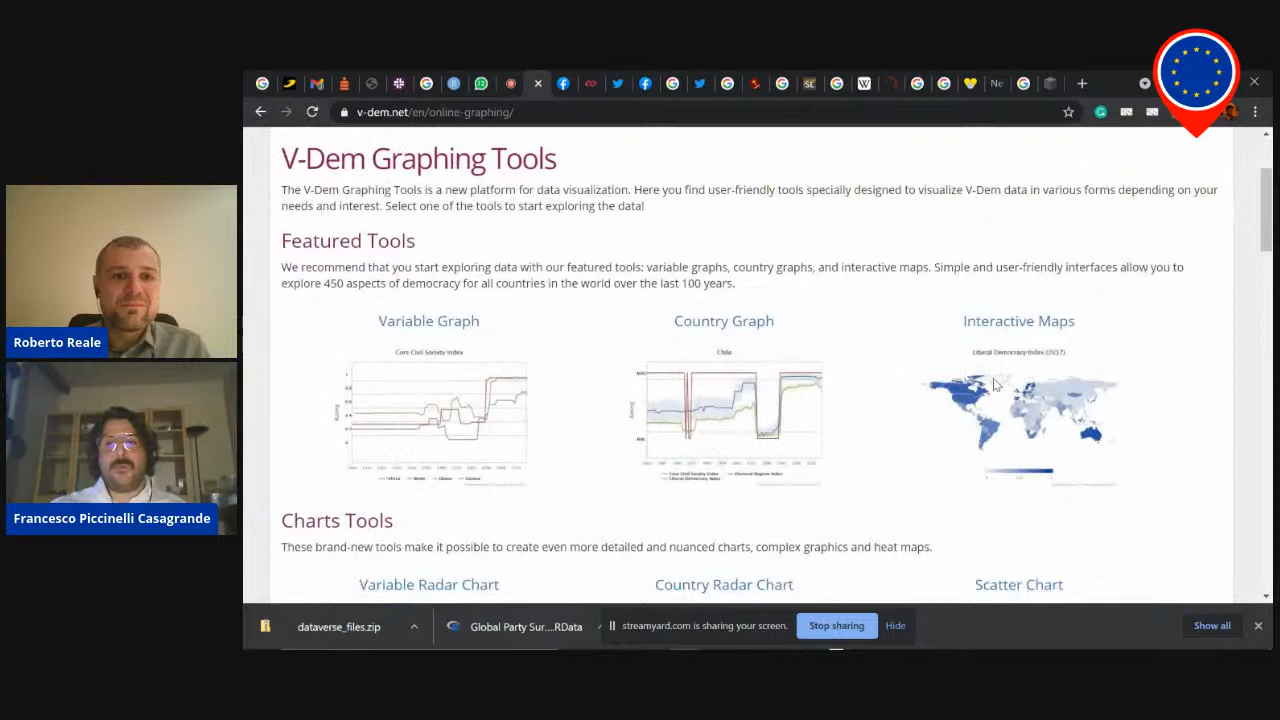 v-dem.net/en/online-graphing/
V-Dem Graphing Tools
The V-Dem Graphing Tools is a new platform for data visualization. Here you find user-friendly tools specially designed to visualize V-Dem data in various forms depending on your
needs and interest. Select one of the tools to start exploring the data!
Featured Tools
We recommend that you start exploring data with our featured tools: variable graphs, country graphs, and interactive maps. Simple and user-friendly interfaces allow you to
explore 450 aspects of democracy for all countries in the world over the last 100 years.
Variable Graph
Country Graph
Interactive Maps
Core Civil Society Index
Chile
Liberal Democracy Index (2017)
Charts Tools
These brand-new tools make it possible to create even more detailed and nuanced charts, complex graphics and heat maps.
Variable Radar Chart
Country Radar Chart
Scatter Chart
dataverse_files.zip
Global Party Sur....RData
streamyard.com is sharing your screen.
Stop sharing
Hide
Show all
Roberto Reale
Francesco Piccinelli Casagrande
Ne